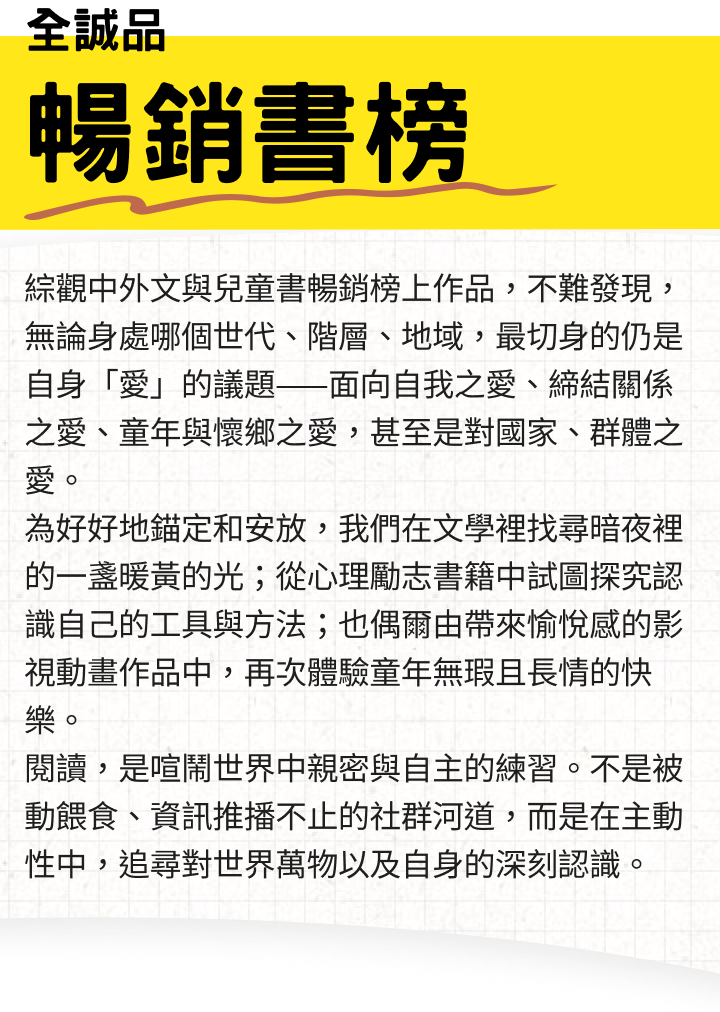 全誠品
暢銷書榜
綜觀中外文與兒童書暢銷榜上作品，不難發現，
無論身處哪個世代、階層、地域，最切身的仍是
自身「愛」的議題——面向自我之愛、締結關係
之愛、童年與懷鄉之愛，甚至是對國家、群體之
愛。
為好好地錨定和安放，我們在文學裡找尋暗夜裡
的一盞暖黃的光；從心理勵志書籍中試圖探究認
識自己的工具與方法；也偶爾由帶來愉悅感的影
視動畫作品中，再次體驗童年無瑕且長情的快
樂。
閱讀，是喧鬧世界中親密與自主的練習。不是被
動餵食、資訊推播不止的社群河道，而是在主動
性中，追尋對世界萬物以及自身的深刻認識。